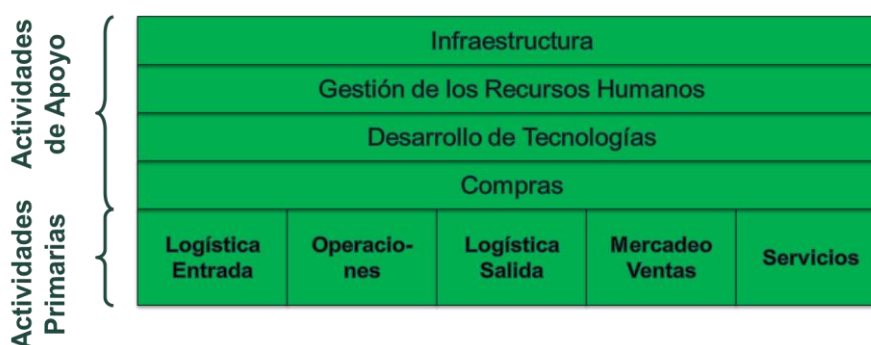 Actividades
de Apoyo
Infraestructura
Gestión de los Recursos Humanos
Desarrollo de Tecnologías
Compras
Actividades
Primarias
Logística
Entrada
Operacio-
nes
Logística
Salida
Mercadeo
Ventas
Servicios